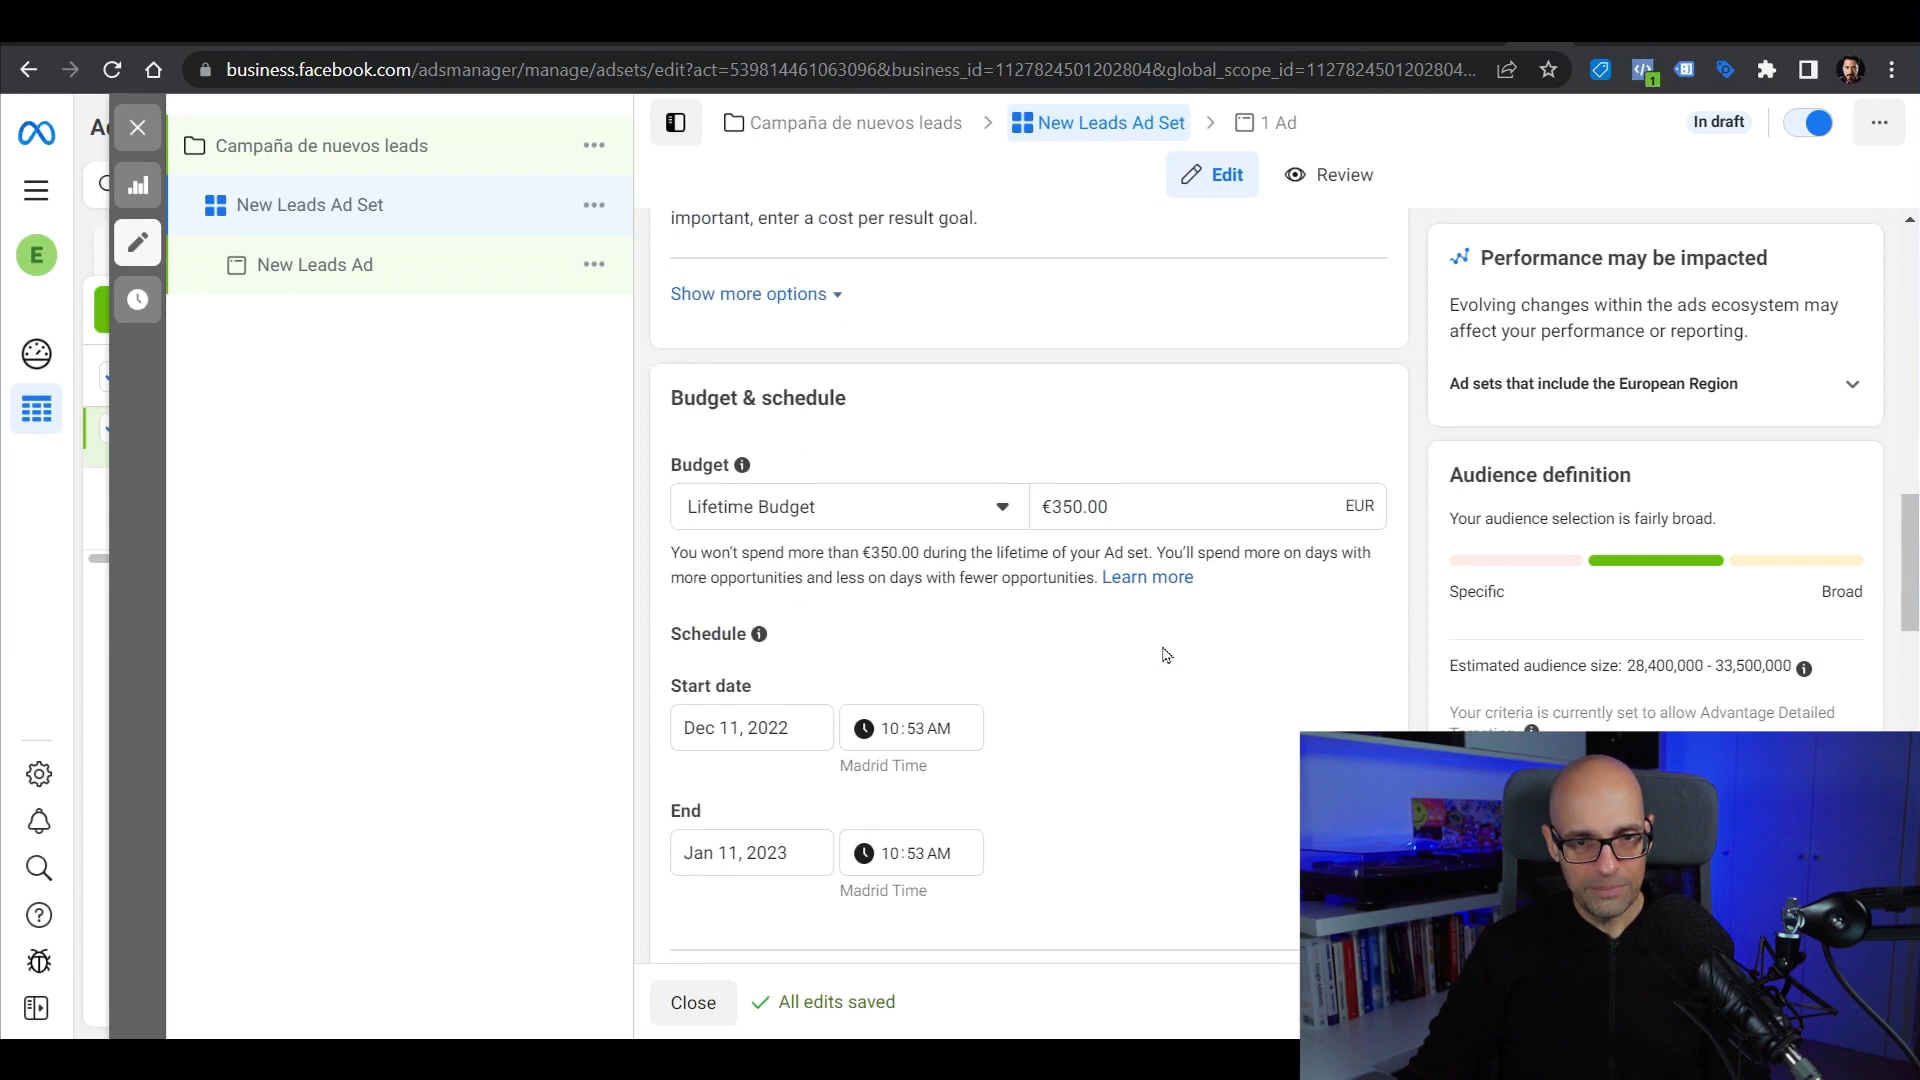 business.facebook.com/adsmanager/manage/adsets/edit?act=539814461063096&business_id=1127824501202804&global_scope_id=1127824501202804...
1
E
Campaña de nuevos leads
New Leads Ad Set
New Leads Ad
Campaña de nuevos leads > New Leads Ad Set > 1 Ad
In draft
Edit
Review
important, enter a cost per result goal.
Show more options
Budget & schedule
Budget
Lifetime Budget
€350.00
EUR
You won't spend more than €350.00 during the lifetime of your Ad set. You'll spend more on days with
more opportunities and less on days with fewer opportunities. Learn more
Schedule
Start date
Dec 11, 2022
10:53 AM
Madrid Time
End
Jan 11, 2023
10:53 AM
Madrid Time
Close
All edits saved
Performance may be impacted
Evolving changes within the ads ecosystem may
affect your performance or reporting.
Ad sets that include the European Region
Audience definition
Your audience selection is fairly broad.
Specific
Broad
Estimated audience size: 28,400,000 - 33,500,000
Your criteria is currently set to allow Advantage Detailed